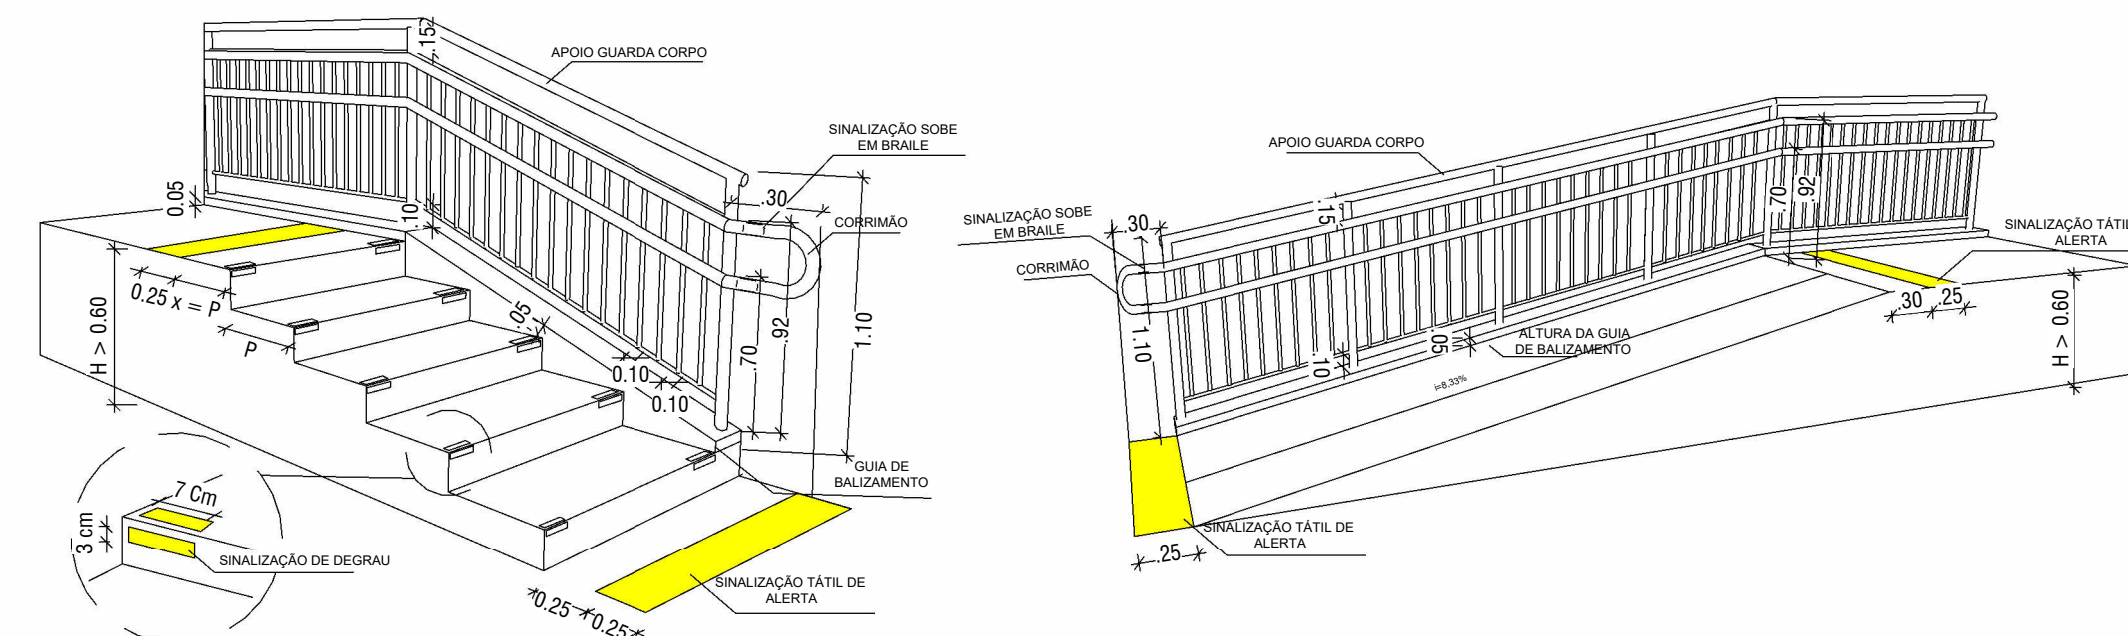 .15
APOIO GUARDA CORPO
SINALIZAÇÃO SOBE
EM BRAILE
.30
CORRIMÃO
0.05
.10
0.25 x = P
P
H > 0.60
.05
0.10
0.10
.70
.92
1.10
GUIA DE
BALIZAMENTO
7 Cm
3 cm
SINALIZAÇÃO DE DEGRAU
SINALIZAÇÃO TÁTIL DE
ALERTA
0.25
0.25
APOIO GUARDA CORPO
SINALIZAÇÃO SOBE
EM BRAILE
.30
CORRIMÃO
.15
.70
.92
SINALIZAÇÃO TÁTIL
ALERTA
.30
.25
H > 0.60
1.10
.10
.05
ALTURA DA GUIA
DE BALIZAMENTO
i=8,33%
SINALIZAÇÃO TÁTIL DE
ALERTA
.25